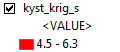 kyst_krig_s
<VALUE>
4.5 - 6.3